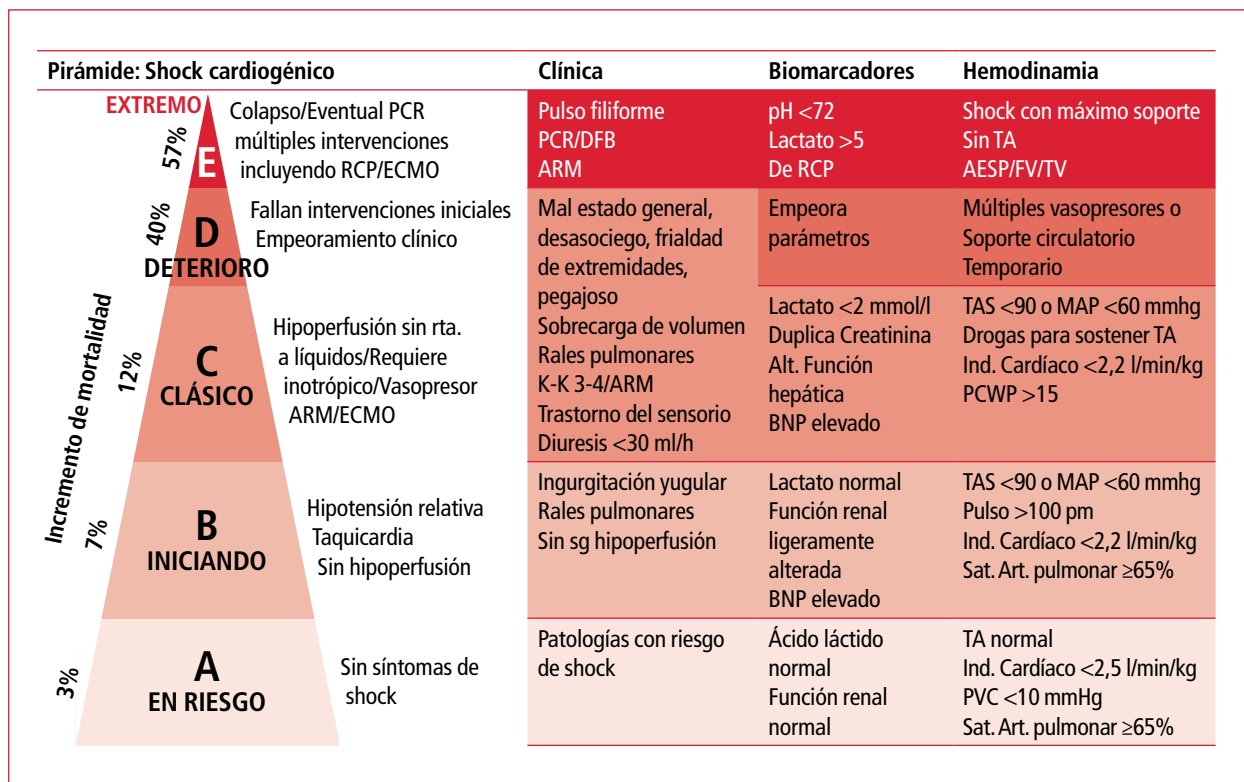 Pirámide: Shock cardiogénico
Clínica
Biomarcadores
Hemodinamia
Incremento de mortalidad
EXTREMO
57%
E
Colapso/Eventual PCR
múltiples intervenciones
incluyendo RCP/ECMO
Pulso filiforme
PCR/DFB
ARM
pH <72
Lactato >5
De RCP
Shock con máximo soporte
Sin TA
AESP/FV/TV
40%
D
DETERIORO
Fallan intervenciones iniciales
Empeoramiento clínico
Mal estado general,
desasociego, frialdad
de extremidades,
pegajoso
Sobrecarga de volumen
Rales pulmonares
K-K 3-4/ARM
Trastorno del sensorio
Diuresis <30 ml/h
Empeora
parámetros
Múltiples vasopresores o
Soporte circulatorio
Temporario
12%
C
CLÁSICO
Hipoperfusión sin rta.
a líquidos/Requiere
inotrópico/Vasopresor
ARM/ECMO
Lactato <2 mmol/l
Duplica Creatinina
Alt. Función
hepática
BNP elevado
TAS <90 o MAP <60 mmhg
Drogas para sostener TA
Ind. Cardíaco <2,2 l/min/kg
PCWP >15
7%
B
INICIANDO
Hipotensión relativa
Taquicardia
Sin hipoperfusión
Ingurgitación yugular
Rales pulmonares
Sin sg hipoperfusión
Lactato normal
Función renal
ligeramente
alterada
BNP elevado
TAS <90 o MAP <60 mmhg
Pulso >100 pm
Ind. Cardíaco <2,2 l/min/kg
Sat. Art. pulmonar ≥65%
3%
A
EN RIESGO
Sin síntomas de
shock
Patologías con riesgo
de shock
Ácido láctido
normal
Función renal
normal
TA normal
Ind. Cardíaco <2,5 l/min/kg
PVC <10 mmHg
Sat. Art. pulmonar ≥65%